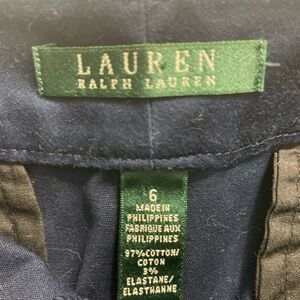 LAUREN
RALPH LAUREN
6
MADE IN
PHILIPPINES
FABRIQUE AUX
PHILIPPINES
97% COTTON/
COTON
3%
ELASTANE/
ELASTHANNE